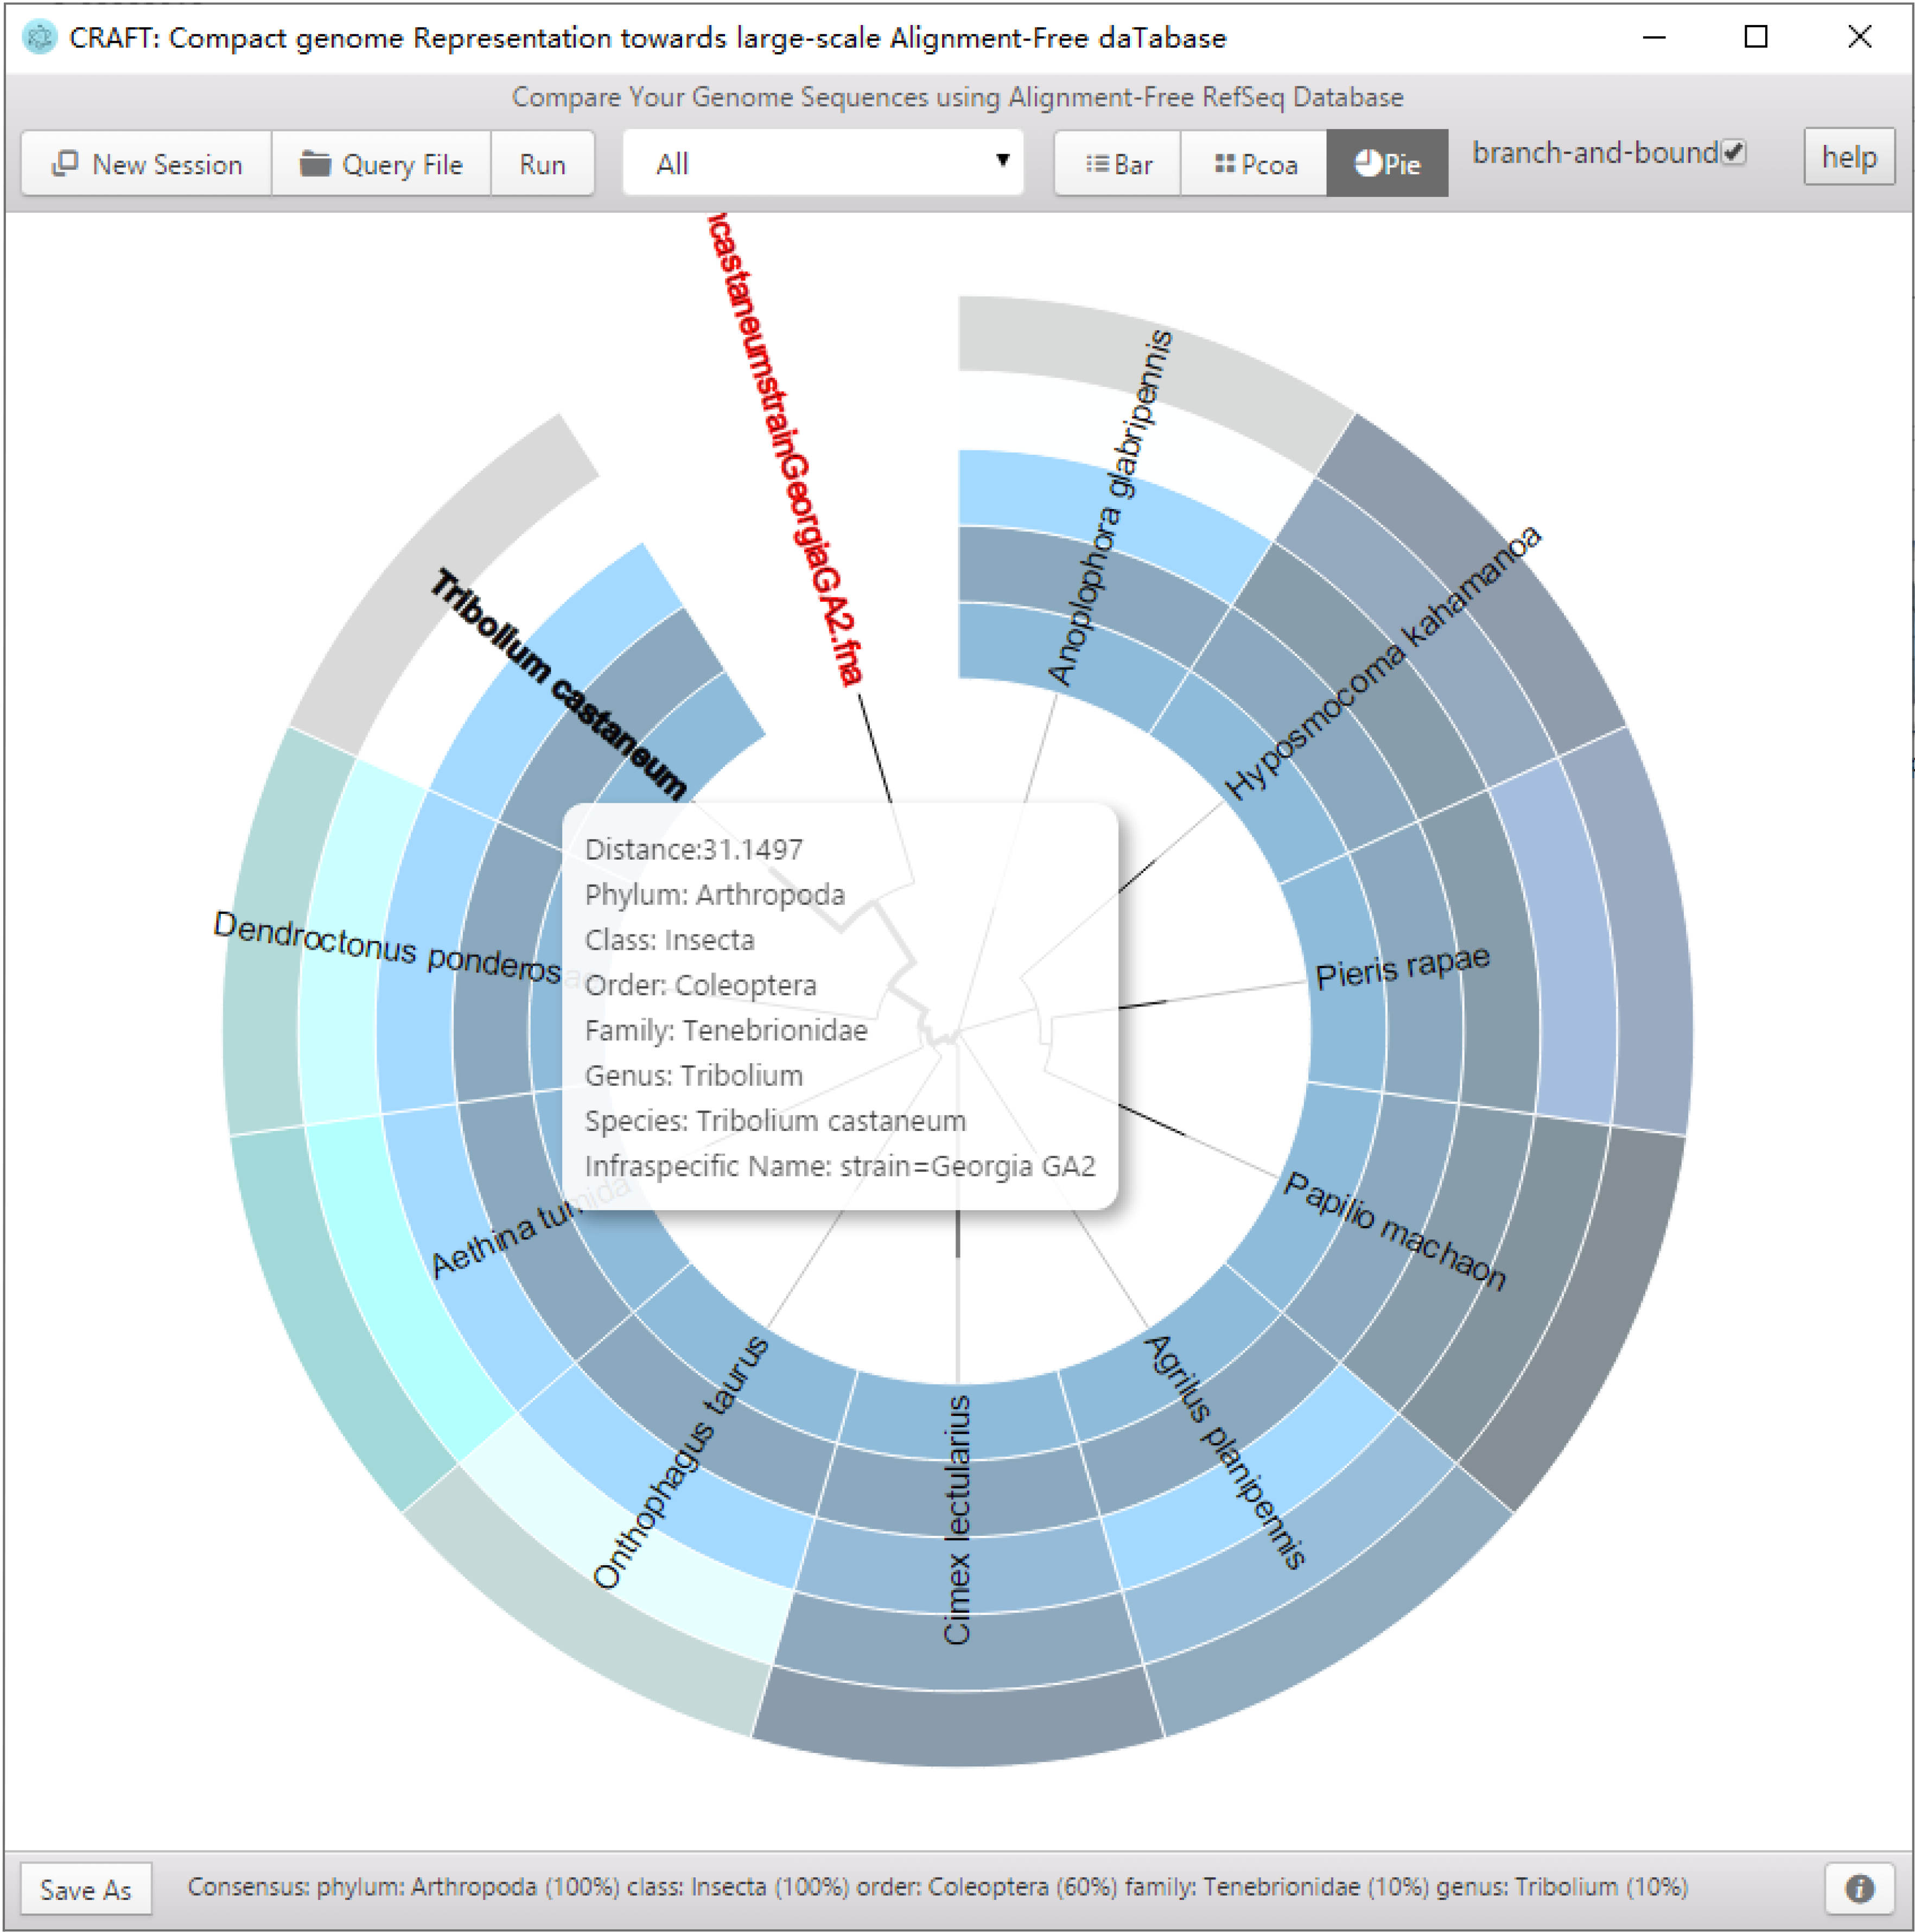 CRAFT: Compact genome Representation towards large-scale Alignment-Free daTabase
Compare Your Genome Sequences using Alignment-Free RefSeq Database
New Session
Query File
Run
All
Bar
Pcoa
Pie
branch-and-bound
help
castaneumstrainGeorgiaGA2.fna
Anoplophora glabripennis
Hyposmocoma kahamanoa
Pieris rapae
Papilio machaon
Agrilus planipennis
Cimex lectularius
Onthophagus taurus
Aethina tumida
Dendroctonus ponderosae
Tribolium castaneum
Distance:31.1497
Phylum: Arthropoda
Class: Insecta
Order: Coleoptera
Family: Tenebrionidae
Genus: Tribolium
Species: Tribolium castaneum
Infraspecific Name: strain=Georgia GA2
Save As
Consensus: phylum: Arthropoda (100%) class: Insecta (100%) order: Coleoptera (60%) family: Tenebrionidae (10%) genus: Tribolium (10%)